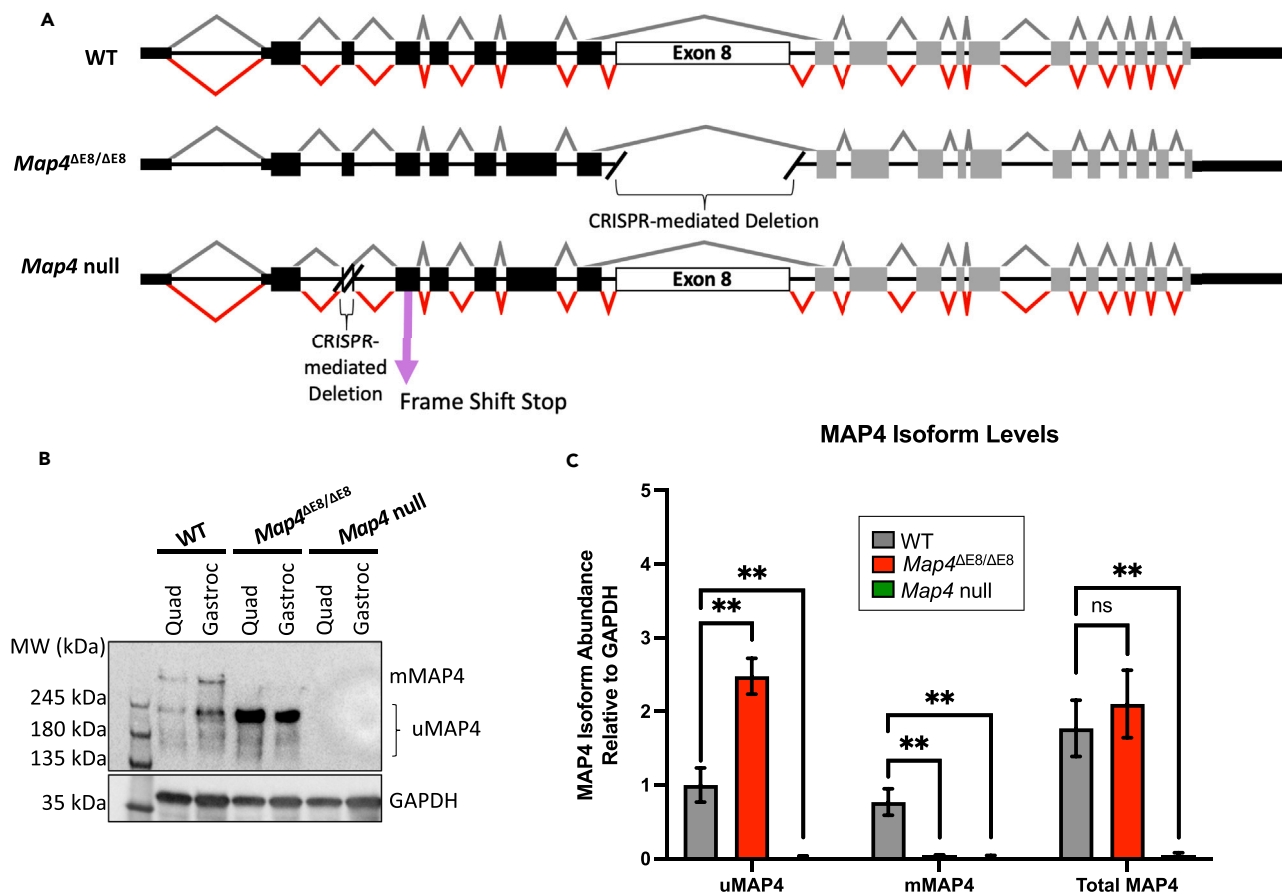 A
WT
Exon 8
Map4ΔE8/ΔE8
CRISPR-mediated Deletion
Map4 null
Exon 8
CRISPR-
mediated
Deletion
Frame Shift Stop
B
WT
Map4ΔE8/ΔE8
Map4 null
Quad
Gastroc
Quad
Gastroc
Quad
Gastroc
MW (kDa)
245 kDa
180 kDa
135 kDa
35 kDa
mMAP4
uMAP4
GAPDH
C
MAP4 Isoform Levels
MAP4 Isoform Abundance
Relative to GAPDH
5
4
3
2
1
0
WT
Map4ΔE8/ΔE8
Map4 null
**
**
**
**
**
ns
uMAP4
mMAP4
Total MAP4